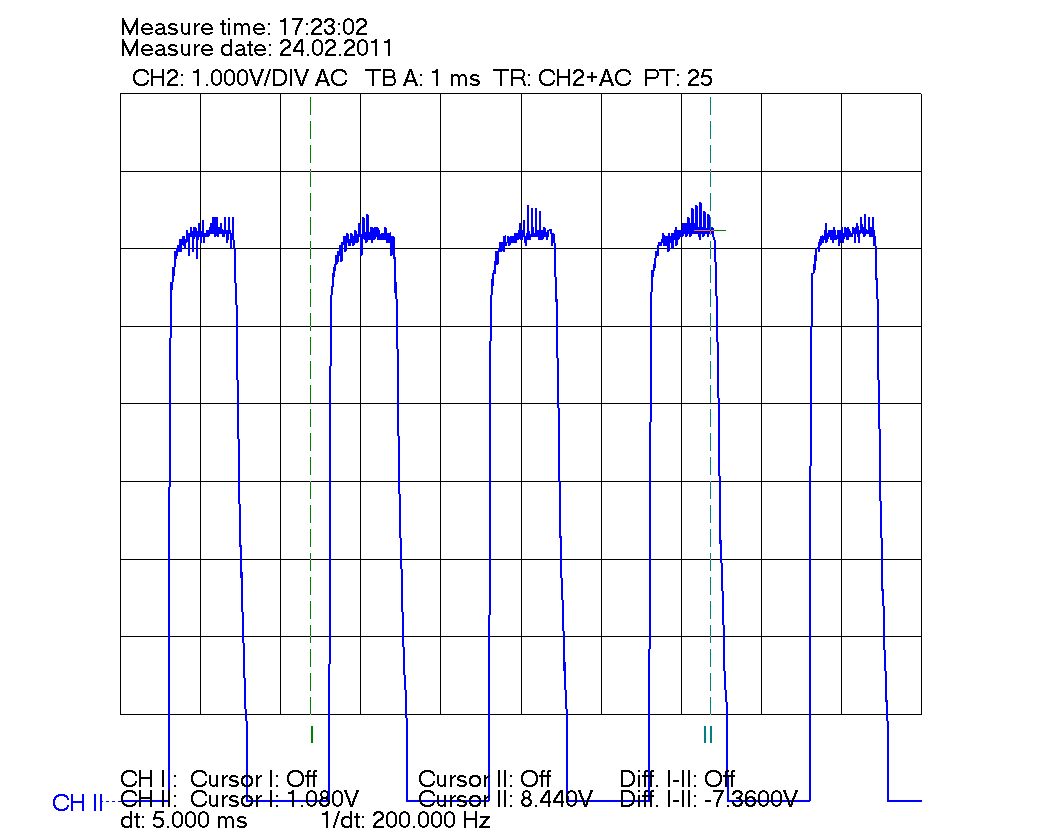 Measure time: 17:23:02
Measure date: 24.02.2011
CH2: 1.000V/DIV AC TB A: 1 ms TR: CH2+AC PT: 25
I II
CH I: Cursor I: Off Cursor II: Off Diff. I-II: Off
CH II CH II: Cursor I: 1.080V Cursor II: 8.440V Diff. I-II: -7.3600V
dt: 5.000 ms 1/dt: 200.000 Hz